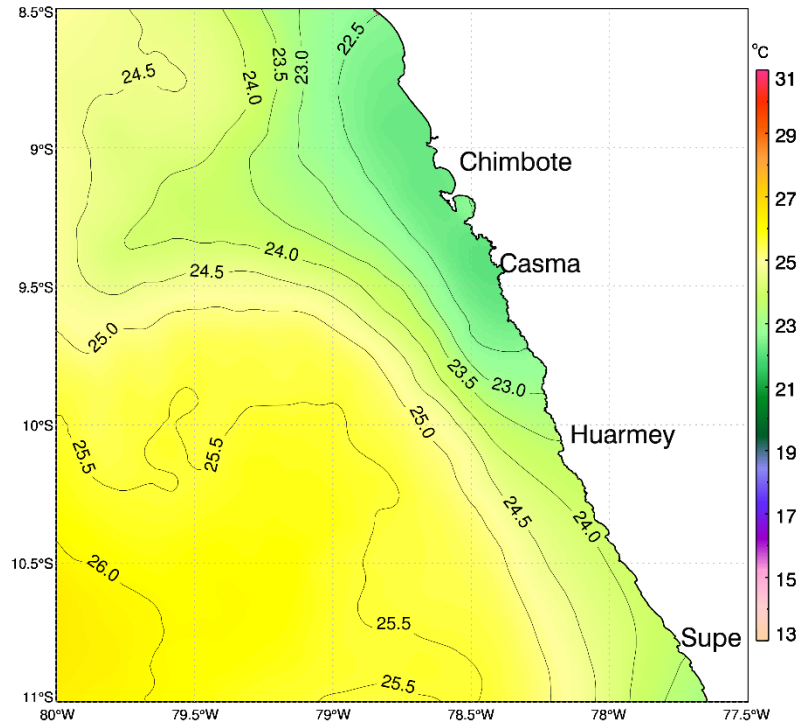 8.5°S
22.5
°C
31
24.5
24.0
23.5
23.0
29
9°S
Chimbote
27
24.0
Casma
24.5
25
9.5°S
25.0
23
23.5
23.0
21
25.0
10°S
Huarmey
25.5
25.5
19
24.5
24.0
17
10.5°S
26.0
15
25.5
Supe
13
25.5
11°S
80°W
79.5°W
79°W
78.5°W
78°W
77.5°W